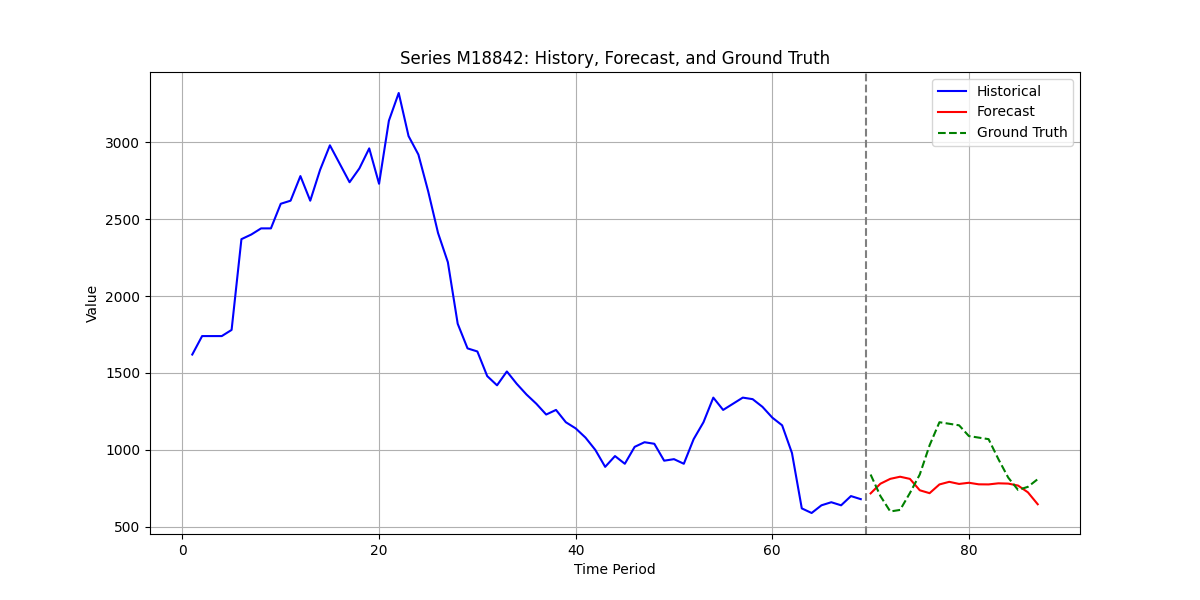 Series M18842: History, Forecast, and Ground Truth
Historical
Forecast
Ground Truth
Value
3000
2500
2000
1500
1000
500
0
20
40
60
80
Time Period